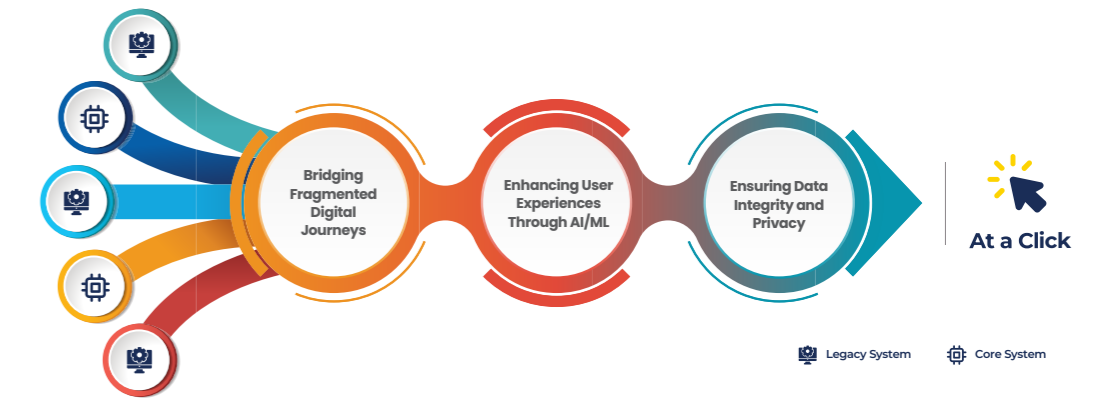 Bridging
Fragmented
Digital
Journeys
Enhancing User
Experiences
Through AI/ML
Ensuring Data
Integrity and
Privacy
At a Click
Legacy System
Core System